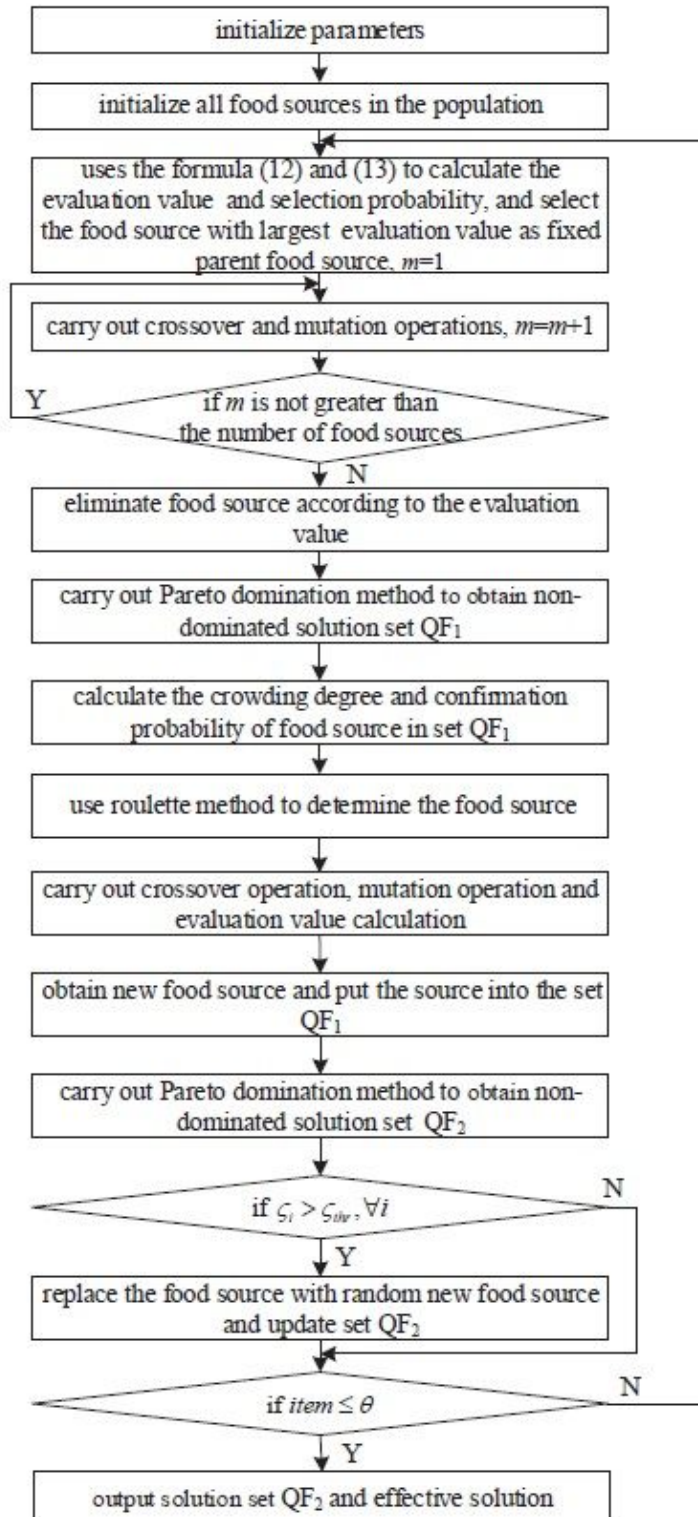 initialize parameters
initialize all food sources in the population
uses the formula (12) and (13) to calculate the
evaluation value and selection probability, and select
the food source with largest evaluation value as fixed
parent food source, m=1
carry out crossover and mutation operations, m=m+1
Y
if m is not greater than
the number of food sources
N
eliminate food source according to the evaluation
value
carry out Pareto domination method to obtain non-
dominated solution set QF₁
calculate the crowding degree and confirmation
probability of food source in set QF₁
use roulette method to determine the food source
carry out crossover operation, mutation operation and
evaluation value calculation
obtain new food source and put the source into the set
QF₁
carry out Pareto domination method to obtain non-
dominated solution set QF₂
N
if ς_i > ς_thr, ∀i
Y
replace the food source with random new food source
and update set QF₂
N
if item ≤ θ
Y
output solution set QF₂ and effective solution